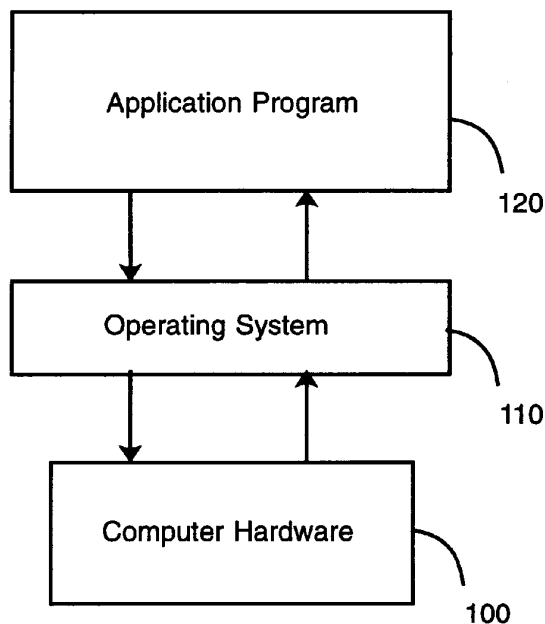 Application Program
120
Operating System
110
Computer Hardware
100